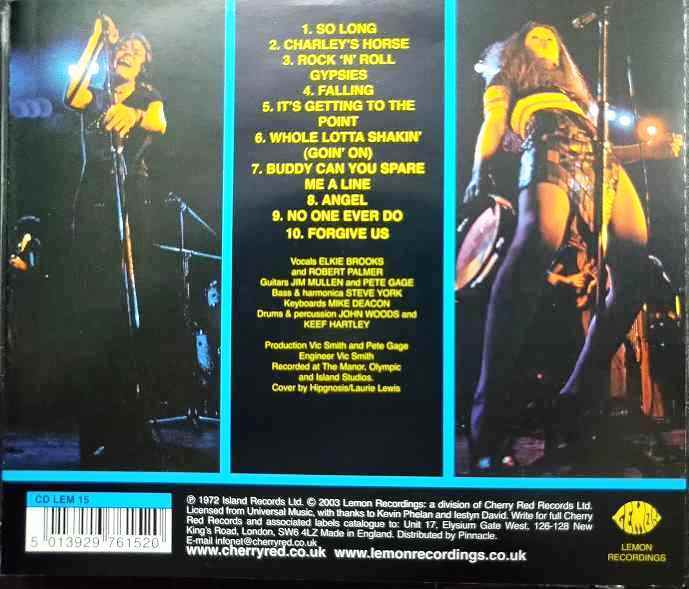 1. SO LONG
2. CHARLEY'S HORSE
3. ROCK 'N' ROLL
GYPSIES
4. FALLING
5. IT'S GETTING TO THE
POINT
6. WHOLE LOTTA SHAKIN'
(GOIN' ON)
7. BUDDY CAN YOU SPARE
ME A LINE
8. ANGEL
9. NO ONE EVER DO
10. FORGIVE US
Vocals ELKIE BROOKS
and ROBERT PALMER
Guitars JIM MULLEN and PETE GAGE
Bass & harmonica STEVE YORK
Keyboards MIKE DEACON
Drums & percussion JOHN WOODS and
KEEF HARTLEY
Production Vic Smith and Pete Gage
Engineer Vic Smith
Recorded at The Manor, Olympic
and Island Studios.
Cover by Hipgnosis/Laurie Lewis
CD LEM 15
5 013929 761520
℗ 1972 Island Records Ltd. © 2003 Lemon Recordings: a division of Cherry Red Records Ltd.
Licensed from Universal Music, with thanks to Kevin Phelan and Iestyn David. Write for full Cherry
Red Records and associated labels catalogue to: Unit 17, Elysium Gate West, 126-128 New
King's Road, London, SW6 4LZ Made in England. Distributed by Pinnacle.
E-mail infonet@cherryred.co.uk
www.cherryred.co.uk www.lemonrecordings.co.uk
LEMON
LEMON
RECORDINGS